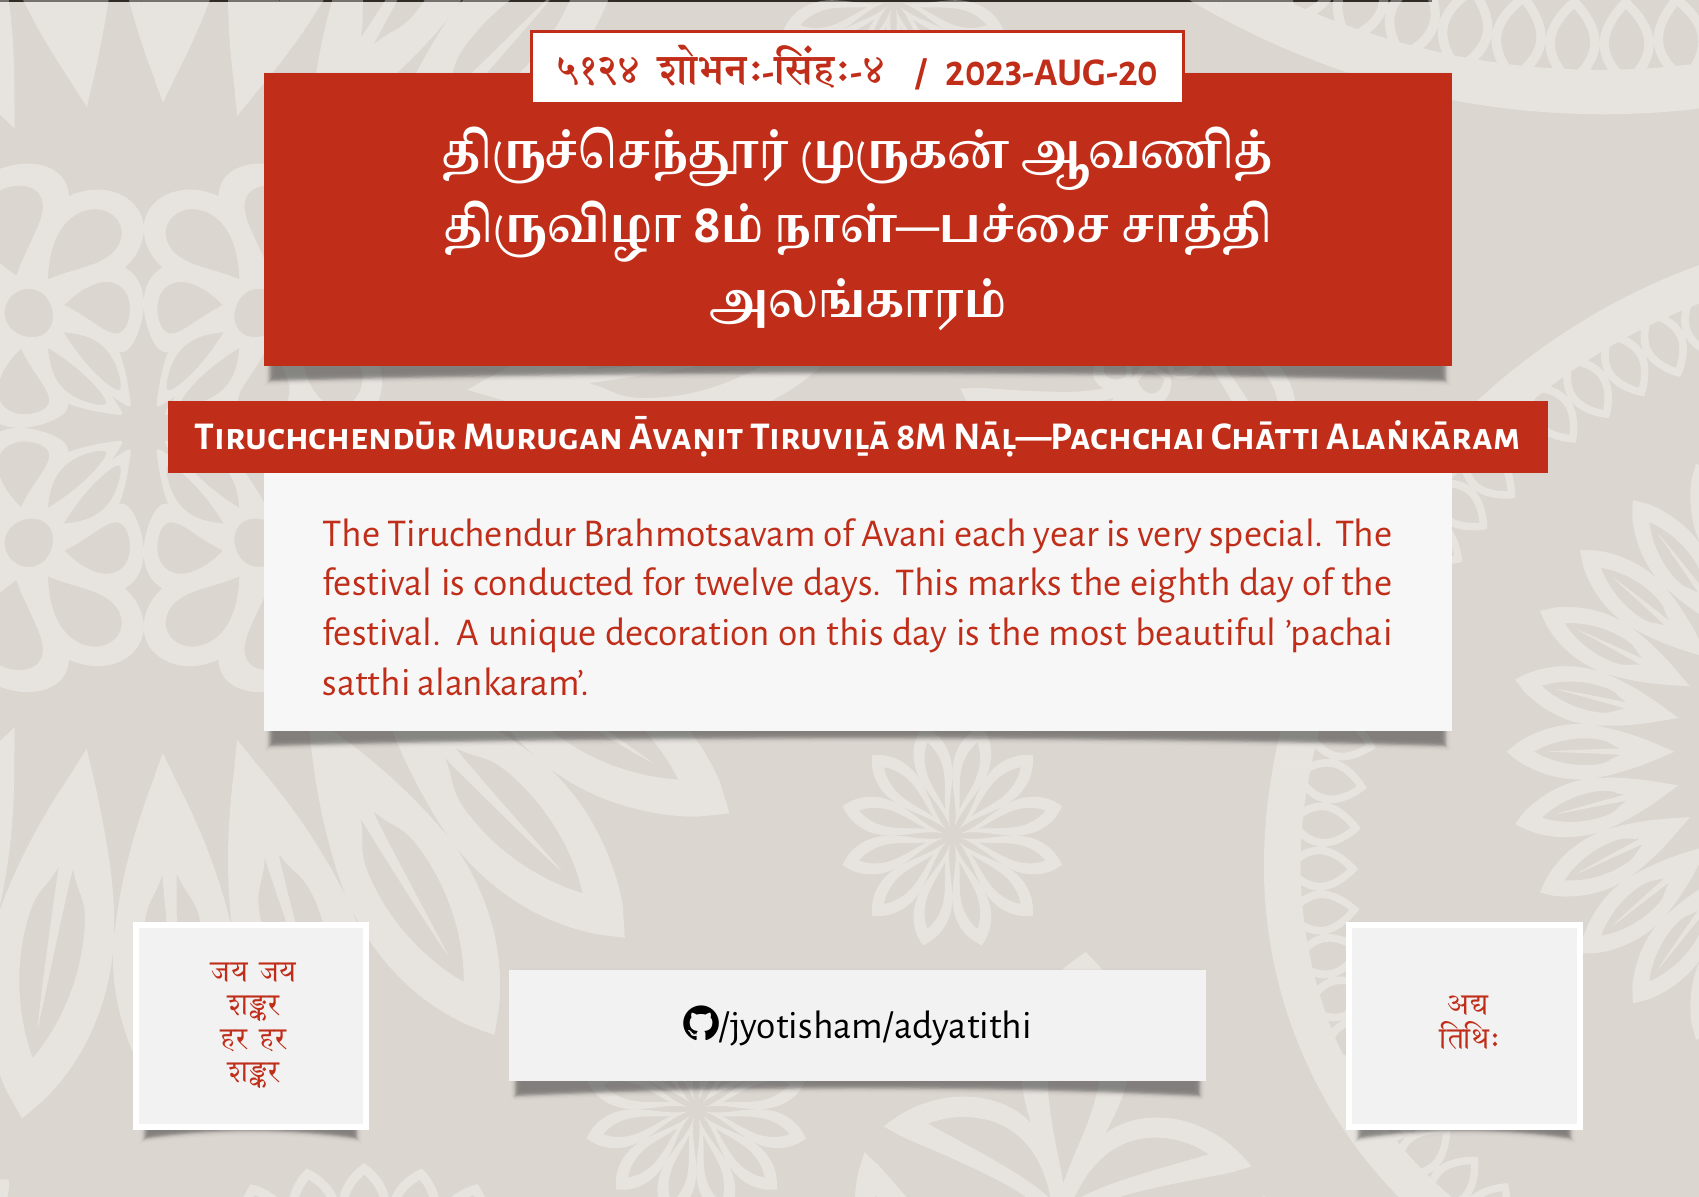 ५१२४ शोभनः-सिंहः-४ / 2023-AUG-20
திருச்செந்தூர் முருகன் ஆவணித்
திருவிழா 8ம் நாள்—பச்சை சாத்தி
அலங்காரம்
Tiruchchendūr Murugan Āvaṇit Tiruviḻā 8m Nāḷ—Pachchai Chātti Alaṅkāram
The Tiruchendur Brahmotsavam of Avani each year is very special. The
festival is conducted for twelve days. This marks the eighth day of the
festival. A unique decoration on this day is the most beautiful ’pachai
satthi alankaram’.
जय जय
शङ्कर
हर हर
शङ्कर
/jyotisham/adyatithi
अद्य
तिथिः